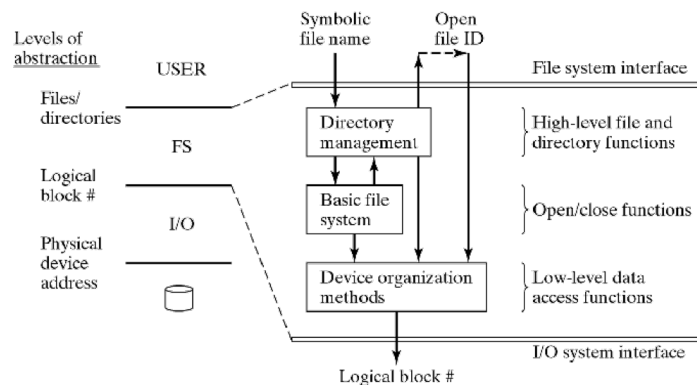 Levels of
abstraction
USER
Files/
directories
FS
Logical
block #
I/O
Physical
device
address
Symbolic
file name
Open
file ID
File system interface
Directory
management
High-level file and
directory functions
Basic file
system
Open/close functions
Device organization
methods
Low-level data
access functions
I/O system interface
Logical block #